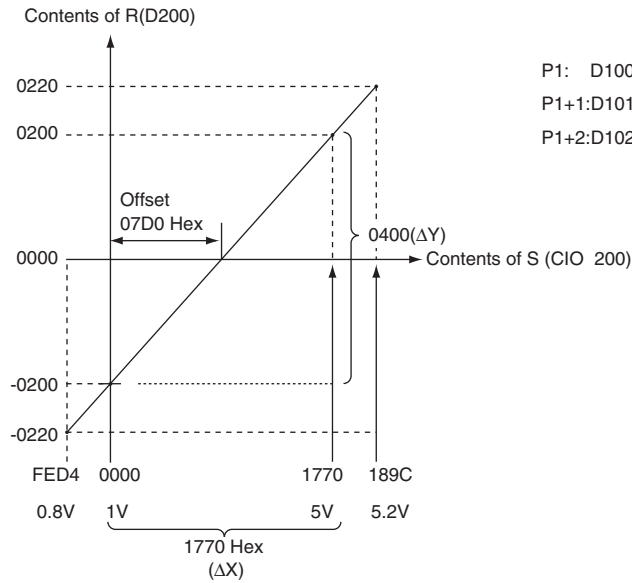 Contents of R(D200)
0220
P1: D100
P1+1:D101
0200
P1+2:D102
Offset
07D0 Hex
0400(ΔY)
0000
Contents of S (CIO 200)
-0200
-0220
FED4 0000 1770 189C
0.8V 1V 5V 5.2V
1770 Hex
(ΔX)